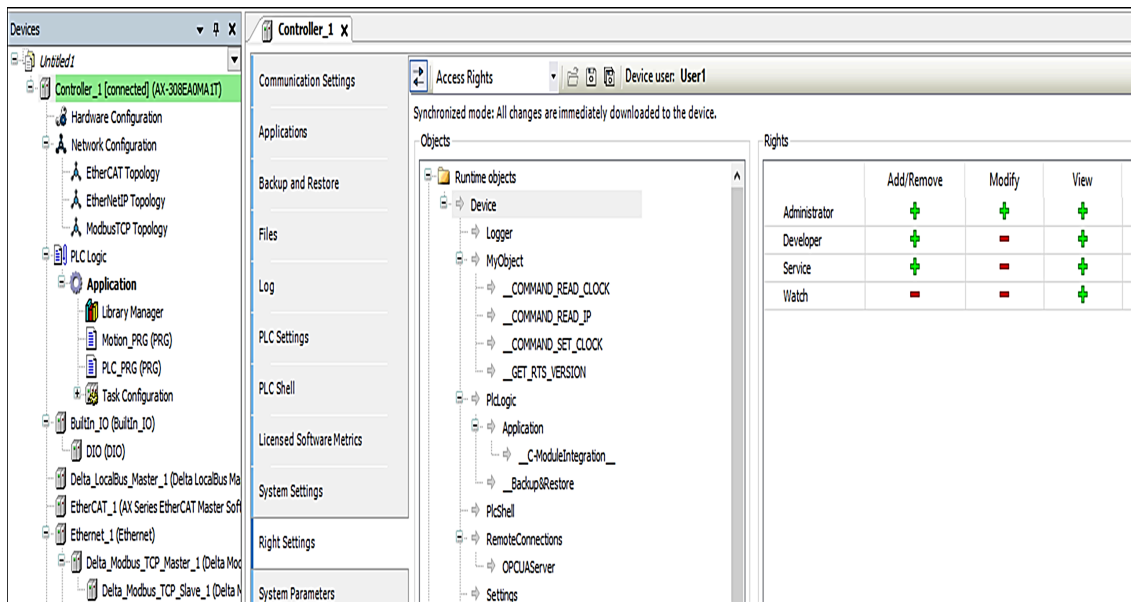 Devices
Untitled1
Controller_1 [connected] (AX-308EA0MA1T)
Hardware Configuration
Network Configuration
EtherCAT Topology
EtherNetIP Topology
ModbusTCP Topology
PLC Logic
Application
Library Manager
Motion_PRG (PRG)
PLC_PRG (PRG)
Task Configuration
BuiltIn_IO (BuiltIn_IO)
DIO (DIO)
Delta_LocalBus_Master_1 (Delta LocalBus Ma
EtherCAT_1 (AX Series EtherCAT Master Soft
Ethernet_1 (Ethernet)
Delta_Modbus_TCP_Master_1 (Delta Moc
Delta_Modbus_TCP_Slave_1 (Delta M
Controller_1
Communication Settings
Applications
Backup and Restore
Files
Log
PLC Settings
PLC Shell
Licensed Software Metrics
System Settings
Right Settings
System Parameters
Access Rights
Device user: User1
Synchronized mode: All changes are immediately downloaded to the device.
Objects
Runtime objects
Device
Logger
MyObject
__COMMAND_READ_CLOCK
__COMMAND_READ_IP
__COMMAND_SET_CLOCK
__GET_RTS_VERSION
PlcLogic
Application
__C-ModuleIntegration__
__Backup&Restore
PlcShell
RemoteConnections
OPCUAServer
Settings
Rights
Add/Remove Modify View
Administrator
Developer
Service
Watch